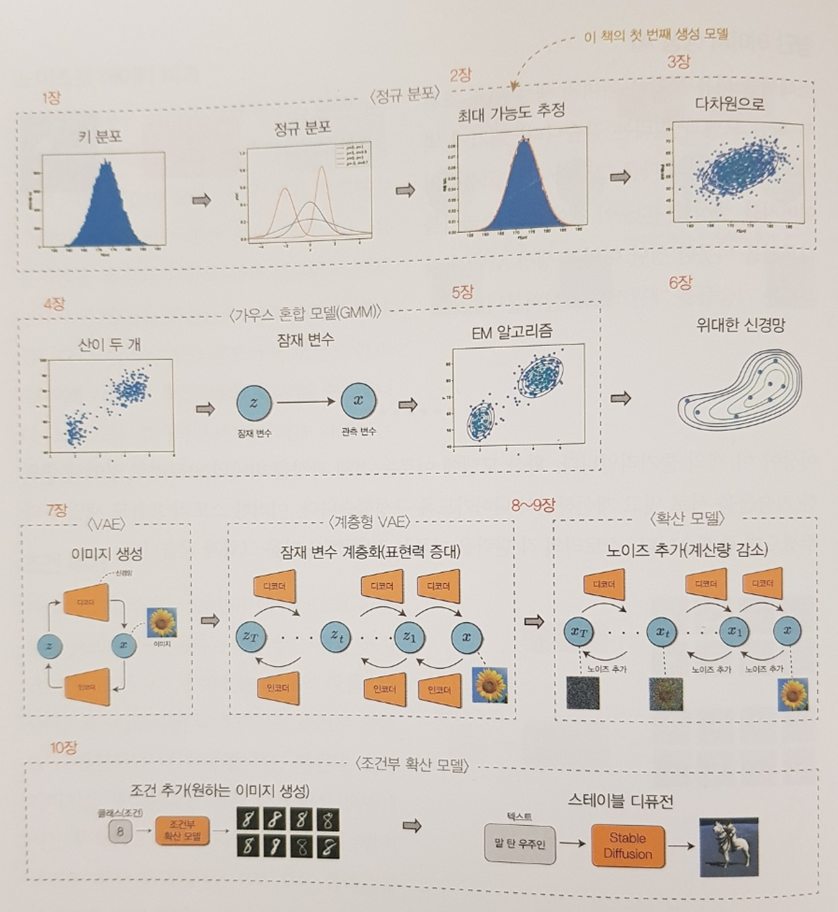 이 책의 첫 번째 생성 모델
1장
2장
3장
〈정규 분포〉
키 분포
정규 분포
최대 가능도 추정
다차원으로
4장
5장
6장
〈가우스 혼합 모델(GMM)〉
산이 두 개
잠재 변수
EM 알고리즘
위대한 신경망
z
x
잠재 변수
관측 변수
7장
8~9장
〈VAE〉
〈계층형 VAE〉
〈확산 모델〉
이미지 생성
잠재 변수 계층화(표현력 증대)
노이즈 추가(계산량 감소)
신경망
디코더
z
x
이미지
인코더
디코더 디코더 디코더
z_T ··· z_t ··· z_1 x
인코더 인코더 인코더
디코더 디코더 디코더
x_T ··· x_t ··· x_1 x
노이즈 추가 노이즈 추가 노이즈 추가
10장
〈조건부 확산 모델〉
조건 추가(원하는 이미지 생성)
스테이블 디퓨전
클래스(조건)
8
조건부
확산 모델
8 8 8 8
8 8 8 8
텍스트
말 탄 우주인
Stable
Diffusion